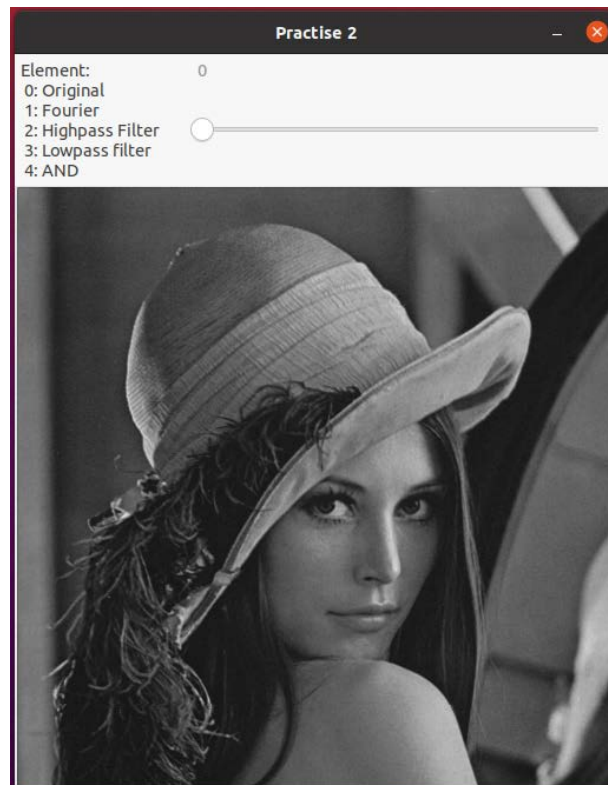 Practise 2
Element: 0
0: Original
1: Fourier
2: Highpass Filter
3: Lowpass filter
4: AND